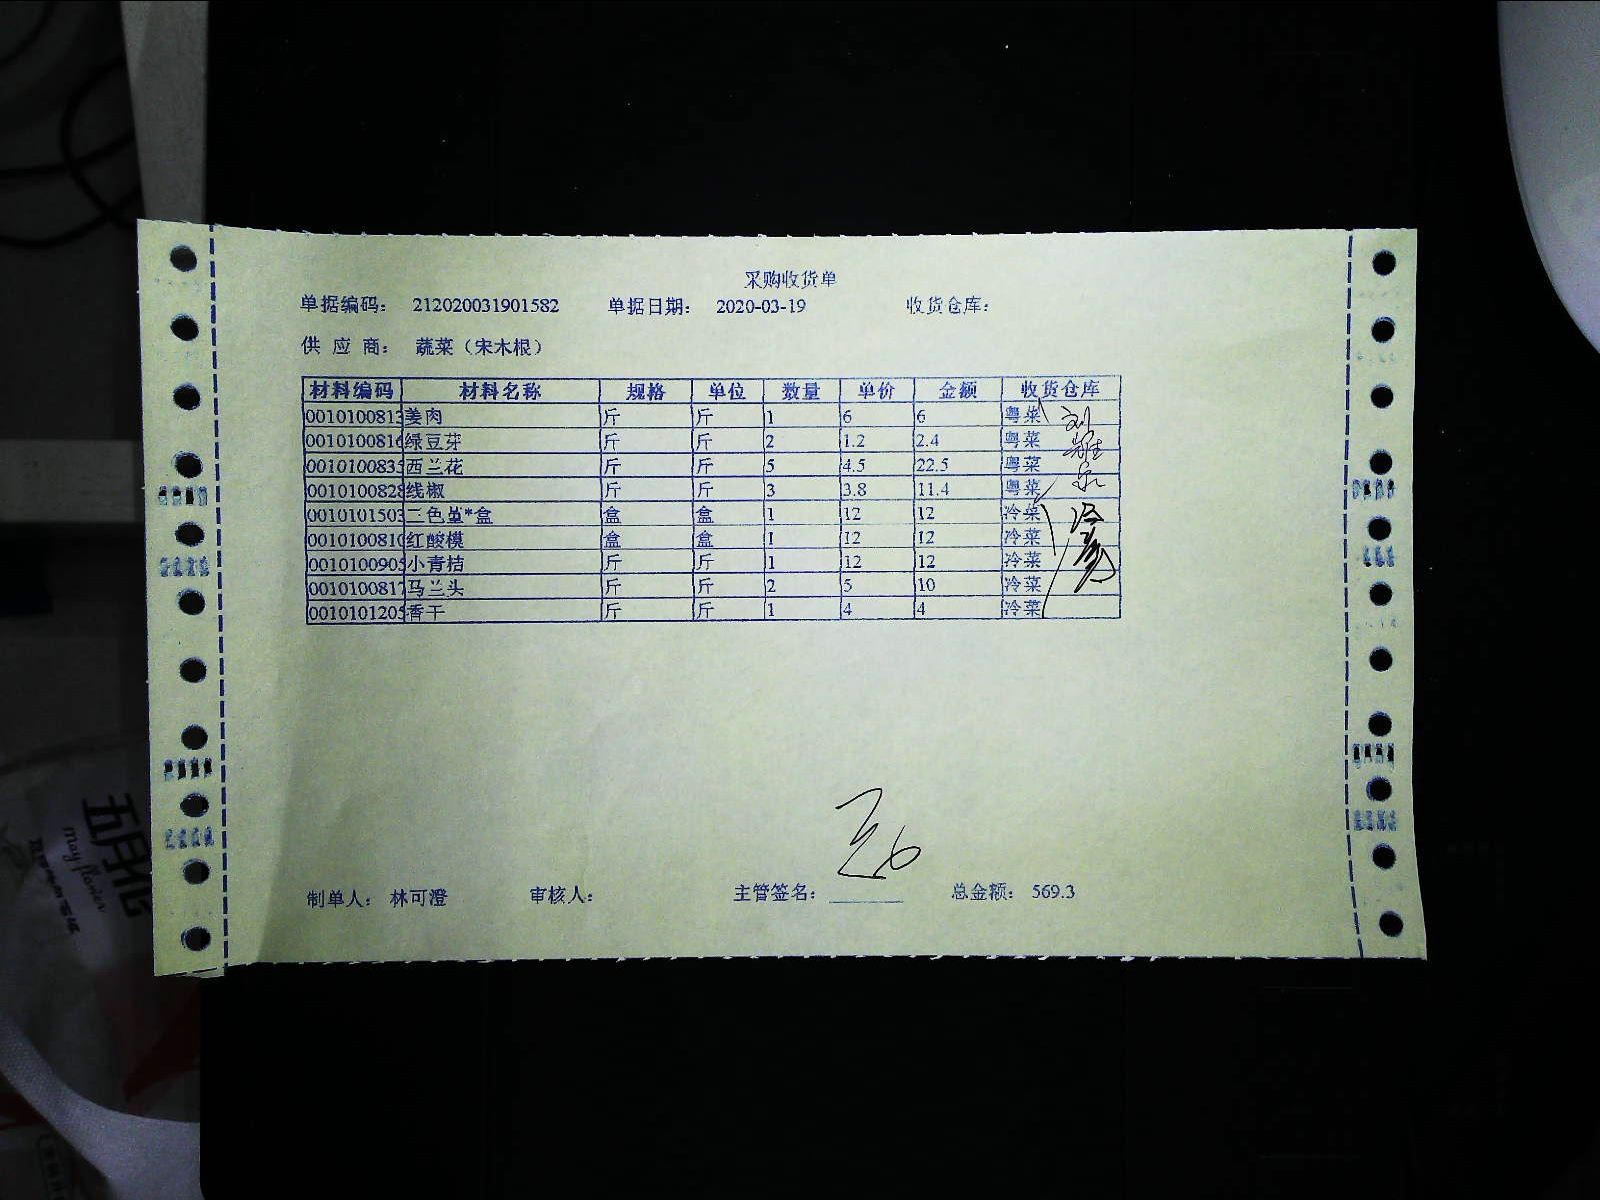 采购收货单
单据编码： 212020031901582 单据日期： 2020-03-19 收货仓库：
供应商： 蔬菜（宋木根）
材料编码 材料名称 规格 单位 数量 单价 金额 收货仓库
0010100813 姜肉 斤 斤 1 6 6 粤菜
0010100816 绿豆芽 斤 斤 2 1.2 2.4 粤菜
0010100835 西兰花 斤 斤 5 4.5 22.5 粤菜
0010100828 线椒 斤 斤 3 3.8 11.4 粤菜
0010101503 三色堇*盒 盒 盒 1 12 12 冷菜
0010100810 红酸模 盒 盒 1 12 12 冷菜
0010100905 小青桔 斤 斤 1 12 12 冷菜
0010100817 马兰头 斤 斤 2 5 10 冷菜
0010101205 香干 斤 斤 1 4 4 冷菜
制单人： 林可澄 审核人： 主管签名： 总金额： 569.3
五月花
May flower